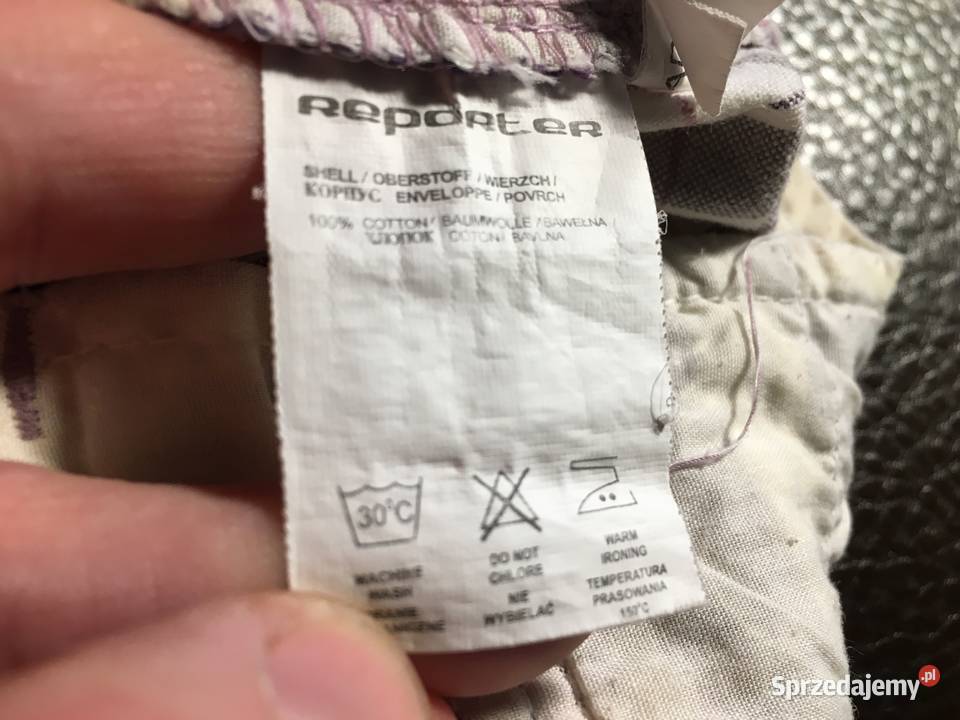 Reporter
SHELL / OBERSTOFF / WIERZCH /
КОРПУС ENVELOPPE / POVRCH
100% COTTON / BAUMWOLLE / BAWEŁNA /
ХЛОПОК COTON / BAVLNA
30°C
MACHINE
WASH
DO NOT
CHLORE
NIE
WYBIELAĆ
WARM
IRONING
TEMPERATURA
PRASOWANIA
150°C
Sprzedajemy.pl